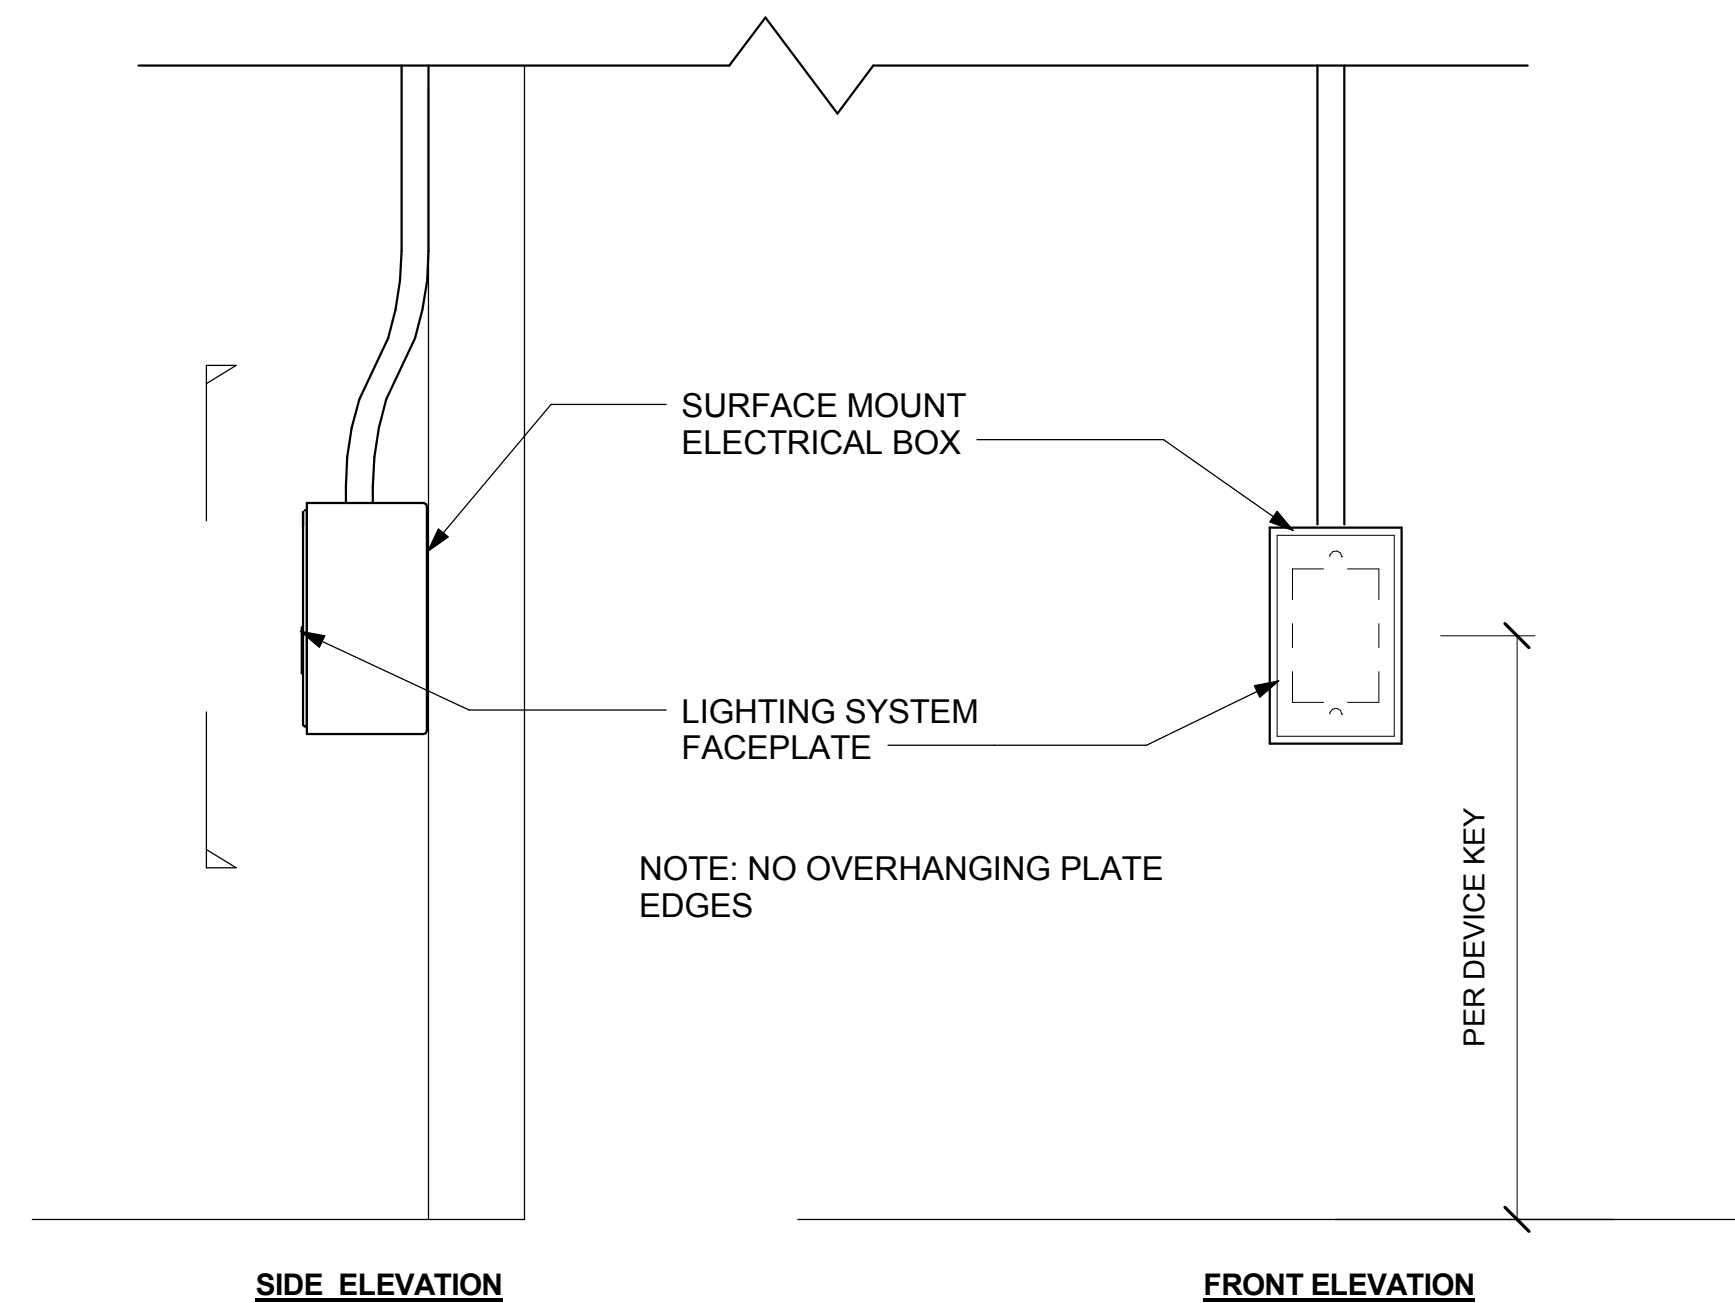 SURFACE MOUNT
ELECTRICAL BOX
LIGHTING SYSTEM
FACEPLATE
NOTE: NO OVERHANGING PLATE
EDGES
PER DEVICE KEY
SIDE ELEVATION
FRONT ELEVATION